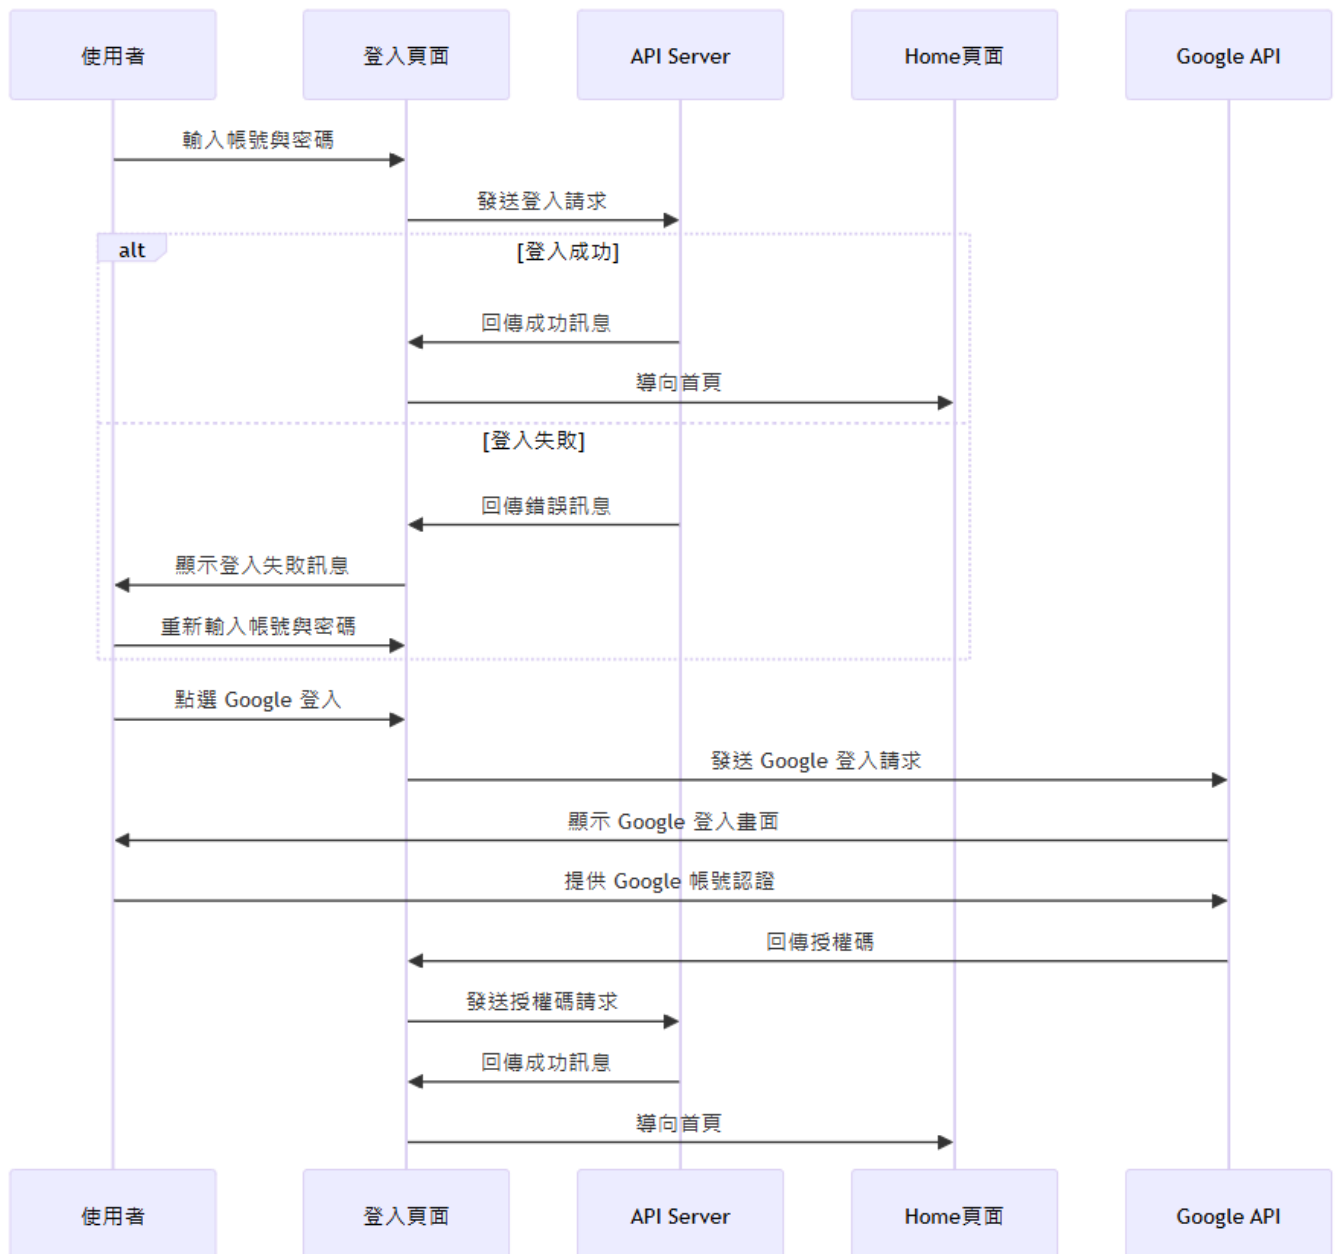 使用者
登入頁面
API Server
Home頁面
Google API
輸入帳號與密碼
發送登入請求
alt
[登入成功]
回傳成功訊息
導向首頁
[登入失敗]
回傳錯誤訊息
顯示登入失敗訊息
重新輸入帳號與密碼
點選 Google 登入
發送 Google 登入請求
顯示 Google 登入畫面
提供 Google 帳號認證
回傳授權碼
發送授權碼請求
回傳成功訊息
導向首頁
使用者
登入頁面
API Server
Home頁面
Google API